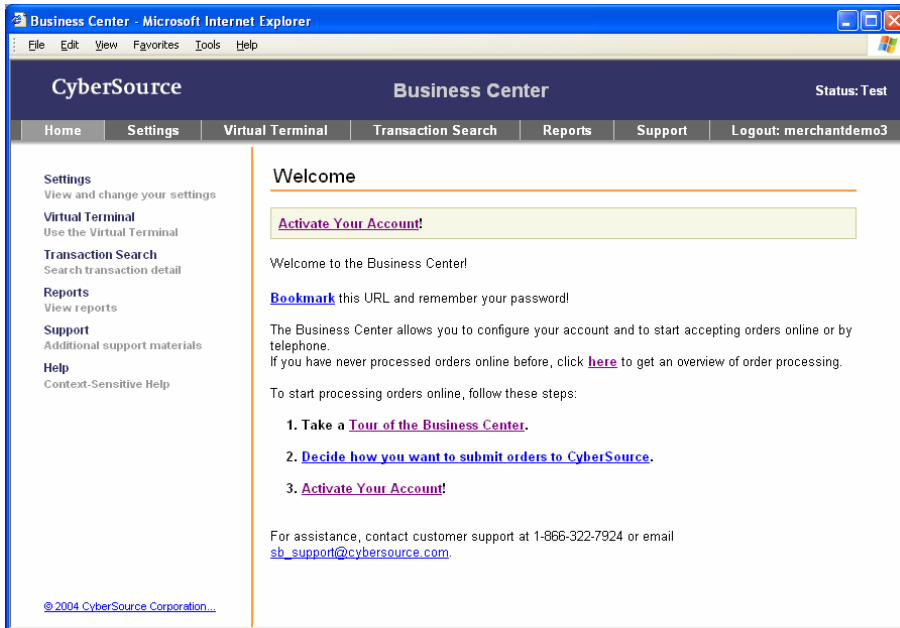 Business Center - Microsoft Internet Explorer
File Edit View Favorites Tools Help
CyberSource
Business Center
Status: Test
Home Settings Virtual Terminal Transaction Search Reports Support Logout: merchantdemo3
Settings
View and change your settings
Virtual Terminal
Use the Virtual Terminal
Transaction Search
Search transaction detail
Reports
View reports
Support
Additional support materials
Help
Context-Sensitive Help
© 2004 CyberSource Corporation...
Welcome
Activate Your Account!
Welcome to the Business Center!
Bookmark this URL and remember your password!
The Business Center allows you to configure your account and to start accepting orders online or by
telephone.
If you have never processed orders online before, click here to get an overview of order processing.
To start processing orders online, follow these steps:
1. Take a Tour of the Business Center.
2. Decide how you want to submit orders to CyberSource.
3. Activate Your Account!
For assistance, contact customer support at 1-866-322-7924 or email
sb_support@cybersource.com.